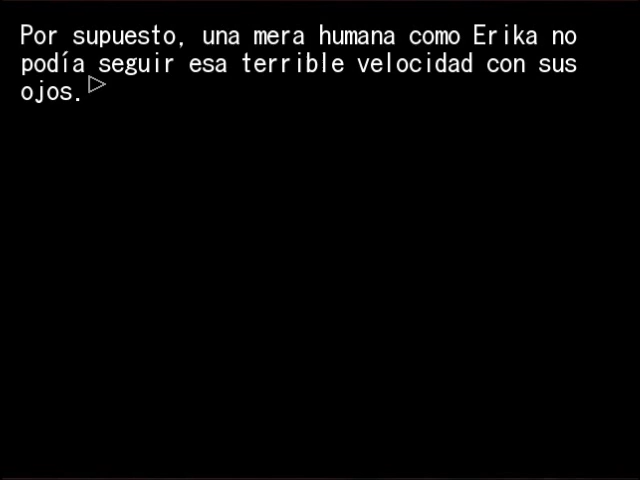 Por supuesto, una mera humana como Erika no
podía seguir esa terrible velocidad con sus
ojos.